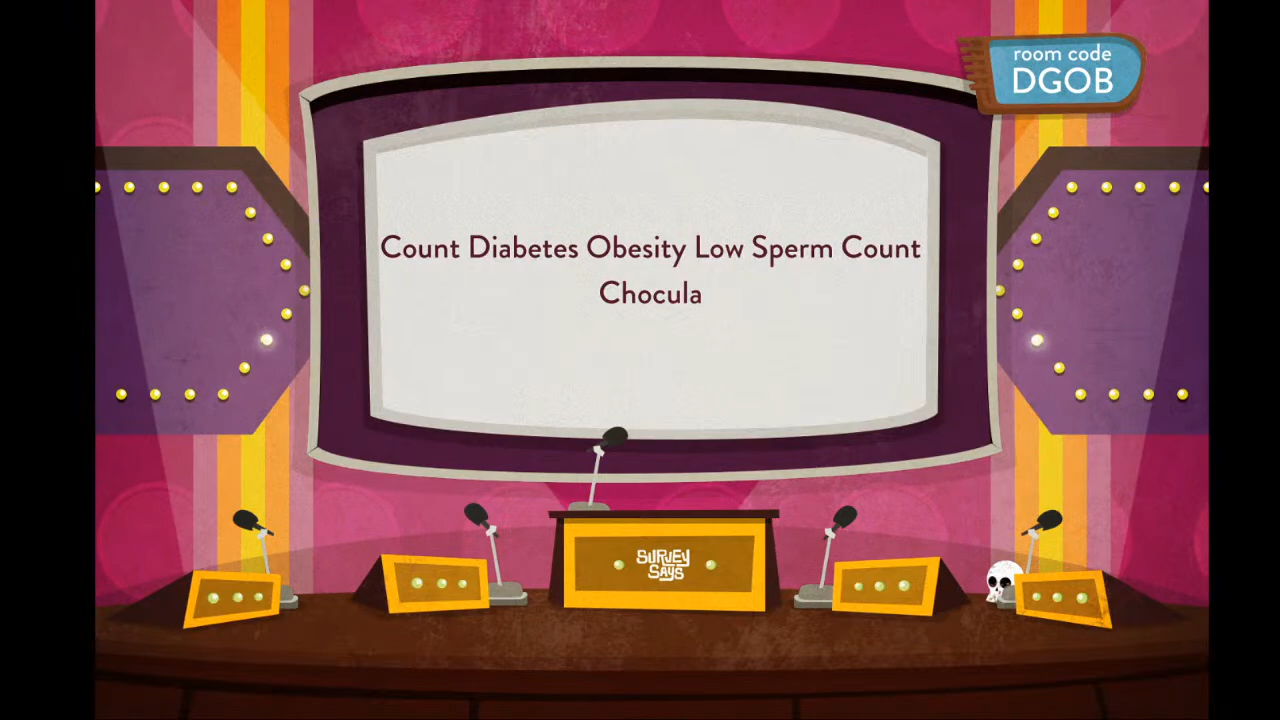 room code
DGOB
Count Diabetes Obesity Low Sperm Count
Chocula
SURVEY
SAYS